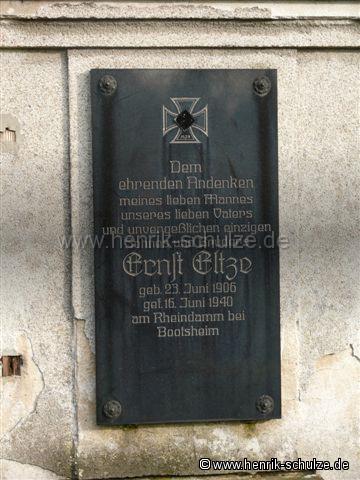 1939
Dem
ehrenden Andenken
meines lieben Mannes
unseres lieben Vaters
und unvergeßlichen einzigen
www.henrik-schulze.de
Ernst Eltze
geb. 23. Juni 1906
gef. 16. Juni 1940
am Rheindamm bei
Bootsheim
© www.henrik-schulze.de